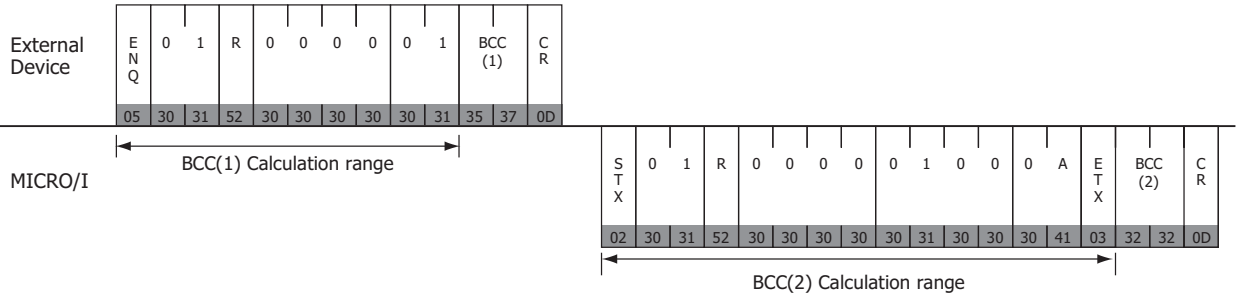 External
Device
E
N
Q
0 1 R 0 0 0 0 0 1 BCC
(1)
C
R
05 30 31 52 30 30 30 30 30 31 35 37 0D
BCC(1) Calculation range
MICRO/I
S
T
X
0 1 R 0 0 0 0 0 1 0 0 0 A
E
T
X
BCC
(2)
C
R
02 30 31 52 30 30 30 30 30 31 30 30 30 41 03 32 32 0D
BCC(2) Calculation range